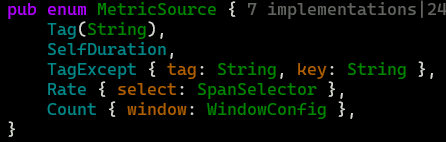 pub enum MetricSource { 7 implementations|24
Tag(String),
SelfDuration,
TagExcept { tag: String, key: String },
Rate { select: SpanSelector },
Count { window: WindowConfig },
}